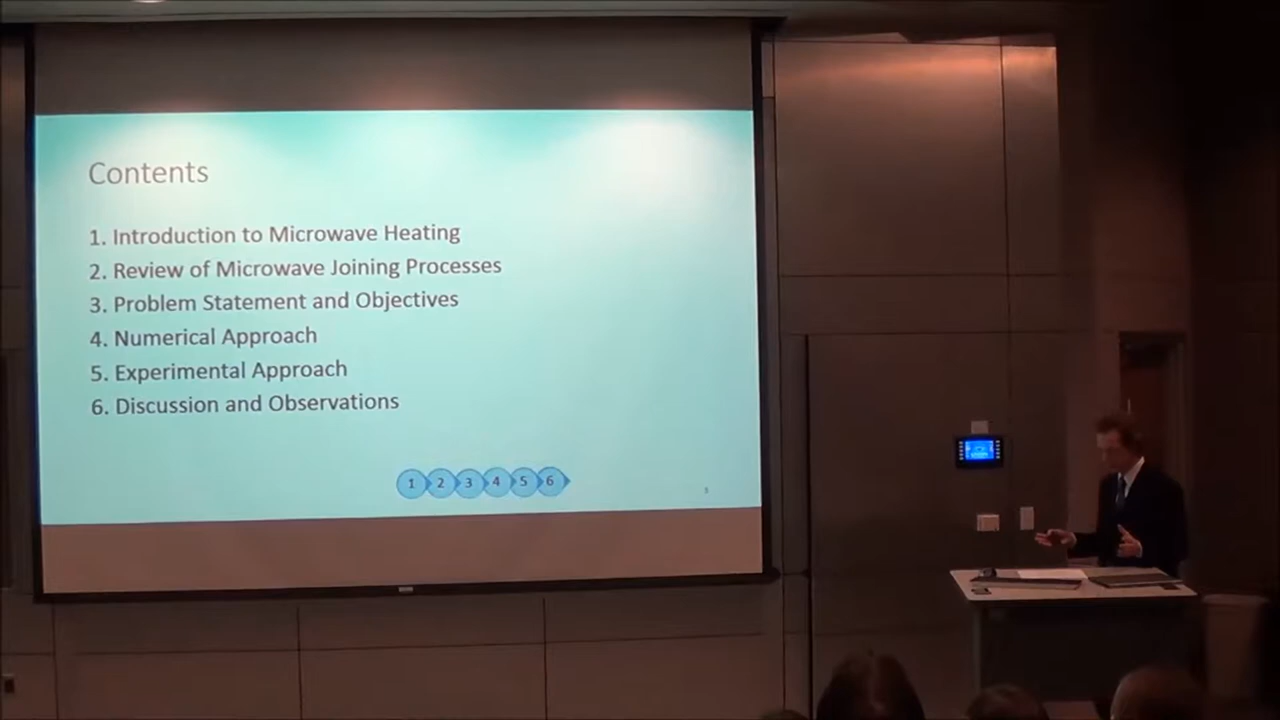 Contents
1. Introduction to Microwave Heating
2. Review of Microwave Joining Processes
3. Problem Statement and Objectives
4. Numerical Approach
5. Experimental Approach
6. Discussion and Observations
1 2 3 4 5 6